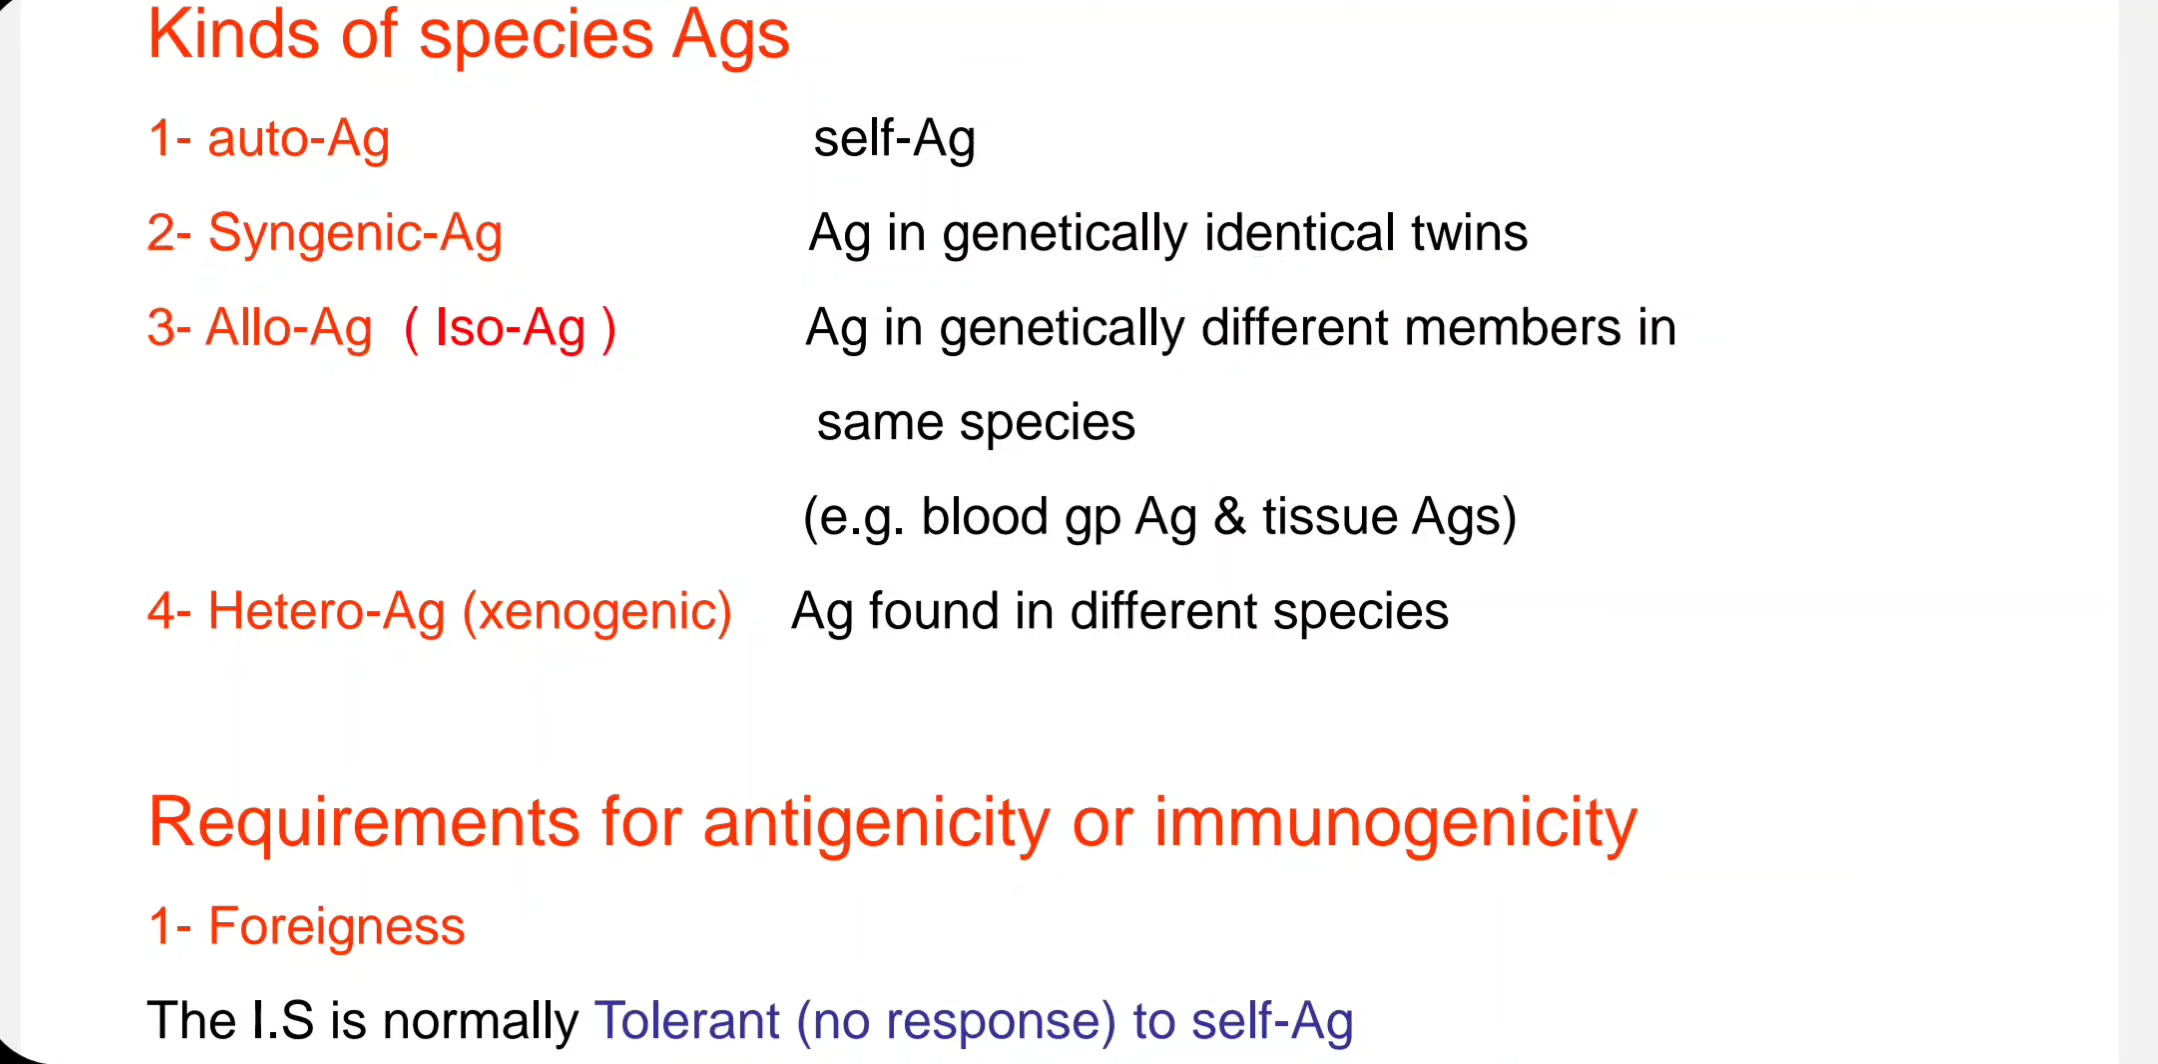 Kinds of species Ags
1- auto-Ag self-Ag
2- Syngenic-Ag Ag in genetically identical twins
3- Allo-Ag ( Iso-Ag ) Ag in genetically different members in
same species
(e.g. blood gp Ag & tissue Ags)
4- Hetero-Ag (xenogenic) Ag found in different species
Requirements for antigenicity or immunogenicity
1- Foreigness
The I.S is normally Tolerant (no response) to self-Ag